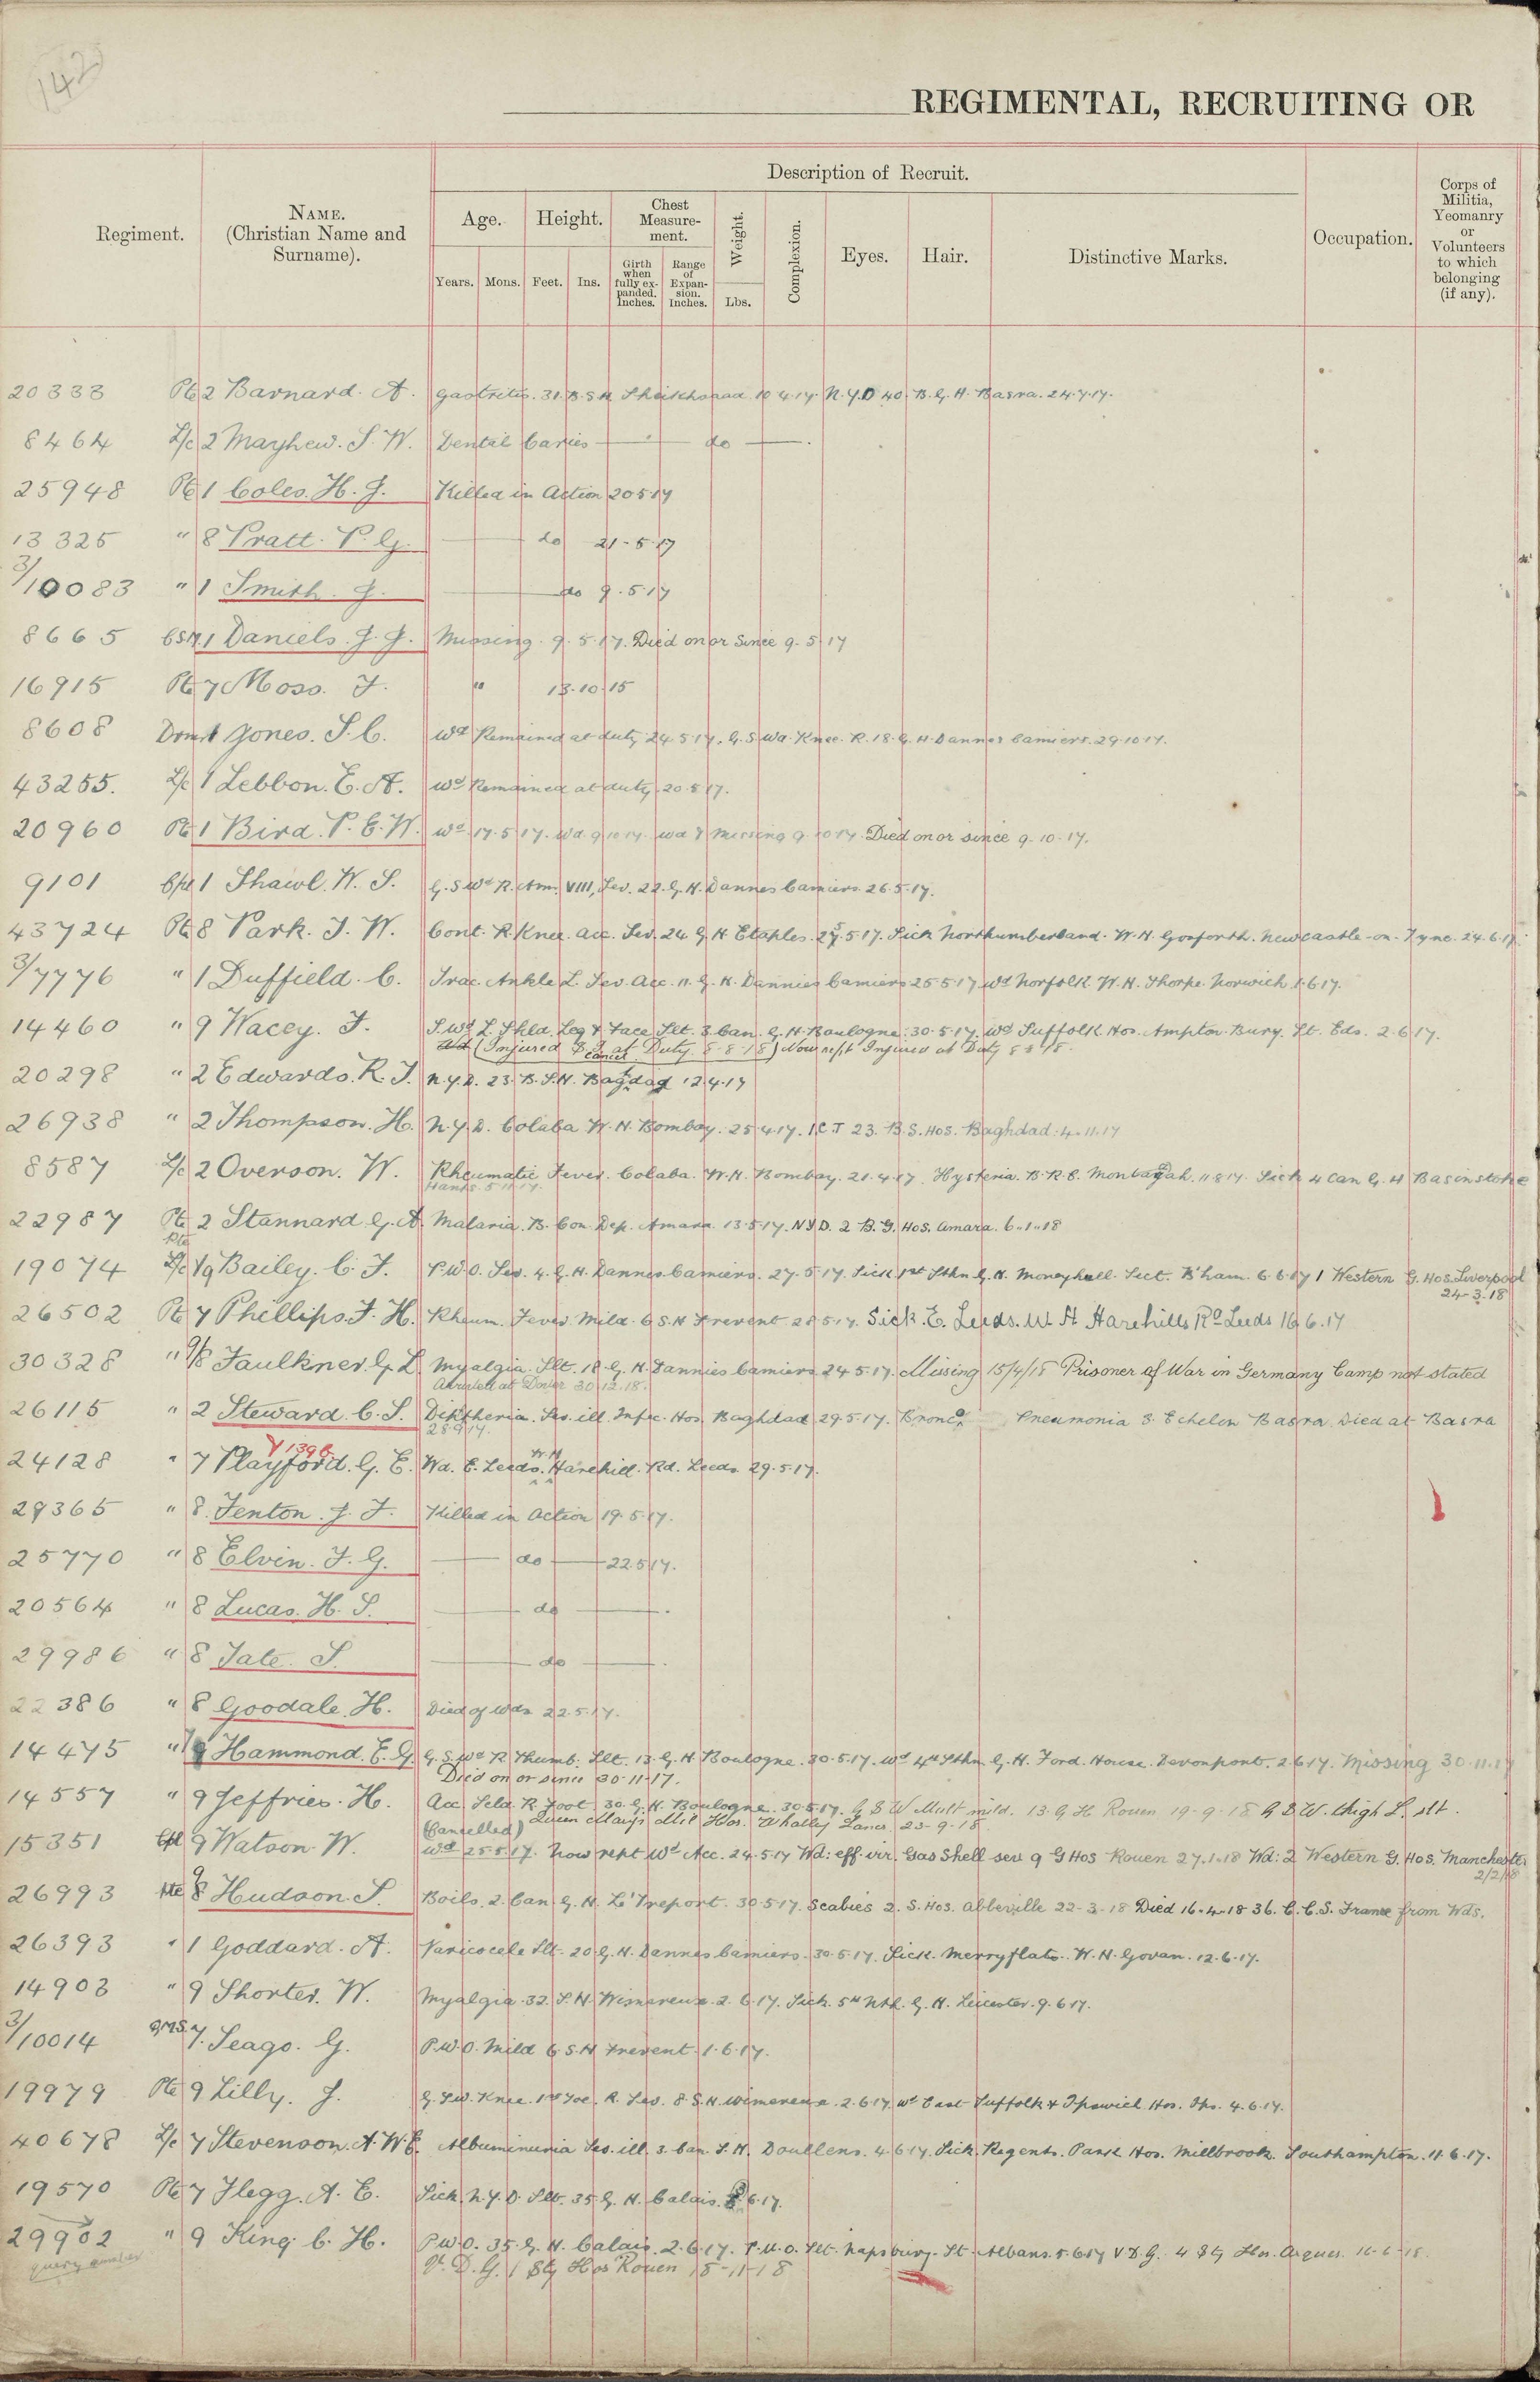 142
REGIMENTAL, RECRUITING OR
Description of Recruit.
Regiment.
NAME.
(Christian Name and
Surname).
Age.
Height.
Chest
Measure-
ment.
Weight.
Complexion.
Eyes.
Hair.
Distinctive Marks.
Occupation.
Corps of
Militia,
Yeomanry
or
Volunteers
to which
belonging
(if any).
Years.
Mons.
Feet.
Ins.
Girth
when
fully ex-
panded.
Inches.
Range
of
Expan-
sion.
Inches.
Lbs.
20333 Pte 2 Barnard. A. Gastritis. 31. B.S.H. Sheikhsaad 10.4.17. N.Y.D 40. B.G.H. Basra. 24.7.17.
8464 L/c 2 Mayhew. S. W. Dental Caries — " — do —
25948 Pte 1 Coles. H. J. Killed in Action 20 5 17
13325 " 8 Pratt. P. G. — do 21-5-17
3/10083 " 1 Smith. J. — do 9.5.17
8665 CSM. 1 Daniels. J. J. Missing. 9. 5.17. Died on or Since 9-5-17
16915 Pte 7 Moss. F. " 13.10.15
8608 Drmr 1 Jones. S. C. Wd Remained at duty 24.5.17. G.S.Wd. Knee. R. 18. G. H. Dannes Camiers. 29.10.17.
43255. L/c 1 Lebbon. E. A. Wd Remained at duty. 20.5.17.
20960 Pte 1 Bird. P. E. W. Wd 17.5.17. Wd. 9 10 17. Wd & Missing 9.10.17. Died on or since 9.10.17.
9101 Cpl 1 Shawl. W. S. G.S Wd R. Arm. VIII, Sev. 22. G. H. Dannes Camiers. 26.5.17.
43724 Pte 8 Park. J. W. Cont. R. Knee. acc. Sev. 24 G H Etaples. 25.5.17. Sick Northumberland. W. H. Gosforth. Newcastle-on-Tyne. 24.6.17.
3/7776 " 1 Duffield. C. Frac. Ankle L. Sev. Acc. 11. G. H. Dannies Camiers 25 5 17 Wd Norfolk W. H. Thorpe. Norwich 1.6.17.
14460 " 9 Wacey. F. S. Wd L Shld. Leg & Face Slt. 3 Can. G. H. Boulogne. 30.5.17. Wd Suffolk Hos. Ampton. Bury. St. Eds. 2.6.17.
(Injured at Duty. 8-8-18) Cancel Now rept Injured at Duty 8 8 18.
20298 " 2 Edwards. R. J. N.Y.D. 23. B. S.H. Bagdag 12.4.17
26938 " 2 Thompson. H. N.Y.D. Colaba W. H. Bombay. 25.4.17. I.C.T 23. B.S. Hos. Baghdad. 4.11.17
8587 L/c 2 Overson. W. Rheumatic Fever. Colaba. W. H. Bombay. 21.4.17. Hysteria. B. R. C. 11 8 17. Sick 4 Can G. H Basinstoke
Hants. 5.11.17.
22987 Pte 2 Stannard. G. A Malaria. B. Con. Dep. Amara 13.5.17. NYD. 2 B. G. Hos. Amara. 6-1-18
Pte
19074 L/c 1/9 Bailey. C. F. P.U.O. Sev. 4. G. H. Dannes Camiers. 27.5.17. Sick 1st Sthn G. H. Moneyhull. Sect. B'ham. 6.6.17 1 Western G. Hos Liverpool
24-3-18
26502 Pte 7 Phillips. F. H. Rheum. Fever Mild. 6 S.H Frevent 28 5.17. Sick. E. Leeds. W H Harehills Rd Leeds 16 6.17
30328 " 9/8 Faulkner. G. L. Myalgia. Slt. 18 G. H. Dannies Camiers. 24.5.17. Missing 15/4/18 Prisoner of War in Germany Camp not stated
Arrived at Dover 30.12.18.
26115 " 2 Steward. C. S. Diphtheria. Ser. ill. Infec. Hos. Baghdad 29.5.17. Bronco Pneumonia 3. Echelon Basra Died at Basra
28 9 17.
Y1396
24128 " 7 Playford. G. E. Wd. E. Leeds. W.H. Harehill. Rd. Leeds. 29.5.17.
29365 " 8. Fenton. J. F. Killed in Action 19.5.17.
25770 " 8 Elvin. F. G. — do — 22.5.17.
20564 " 8 Lucas. H. S. — do —
29986 " 8 Tate. S. — do —
22386 " 8 Goodale. H. Died of Wds 22.5.17.
14475 " 1/9 Hammond. E. G. G.S. Wd R Thumb. Slt. 13. G. H. Boulogne. 30.5.17. Wd 4th Sthn G. H. Ford. House. Devonport. 2.6.17. Missing 30.11.17
Died on or since 30-11-17.
14557 " 9 Jeffries. H. Acc Seld. R. Foot 30. G. H. Boulogne. 30.5.17. G S W Mult mild. 13. G H Rouen 19-9-18 G S W. thigh L. slt.
Queen Mary's Mil Hos. Whalley Lancs 23-9-18
(Cancelled)
15351 Cpl 9 Watson W. Wd 25.5.17. Now rept Wd Acc. 24.5.17 Wd: eff. vir. Gas Shell sev 9 G Hos Rouen 27.1.18 Wd: 2 Western G. Hos. Manchester
2/2/18
26993 Pte 9/8 Hudson. S. Boils. 2. Can G. H. Le Treport. 30.5.17. Scabies 2. S. Hos. Abbeville 22-3-18 Died 16-4-18 36. C. C. S. France from Wds.
26393 " 1 Goddard. A. Varicocele Slt. 20 G. H. Dannes Camiers. 30.5.17. Sick. Merryflats. W. H. Govan. 12.6.17.
14903 " 9 Shorter. W. Myalgia. 32. S. H. Wimereux. 2.6.17. Sick. 5th Nth. G. H. Leicester. 9.6.17.
3/10014 QMS. 7. Seago. G. P.U.O. Mild 6 S.H Frevent. 1.6.17.
19979 Pte 9 Lilly. J. G. S.W. Knee. 1st Toe. R. Sev. 8. S.H. Wimereux. 2.6.17. Wd East Suffolk & Ipswich Hos. Ips. 4.6.17.
40678 L/c 7 Stevenson. A. W. E. Albuminuria Ser. ill. 3. Can. S. H. Doullens. 4.6.17. Sick. Regents. Park Hos. Millbrook. Southampton. 11.6.17.
19570 Pte 7 Flegg. A. E. Sick. N.Y.D. Slt. 35 G. H. Calais. 6.17.
29902 " 9 King. C. H. P.U.O. 35. G. H. Calais. 2.6.17. P.U.O. Slt. Napsbury. St. Albans. 5.6.17 V.D.G. 4 Stg Hos. Arques. 16-6-18.
query number V. D. G. 1 Stg Hos Rouen 15-11-18